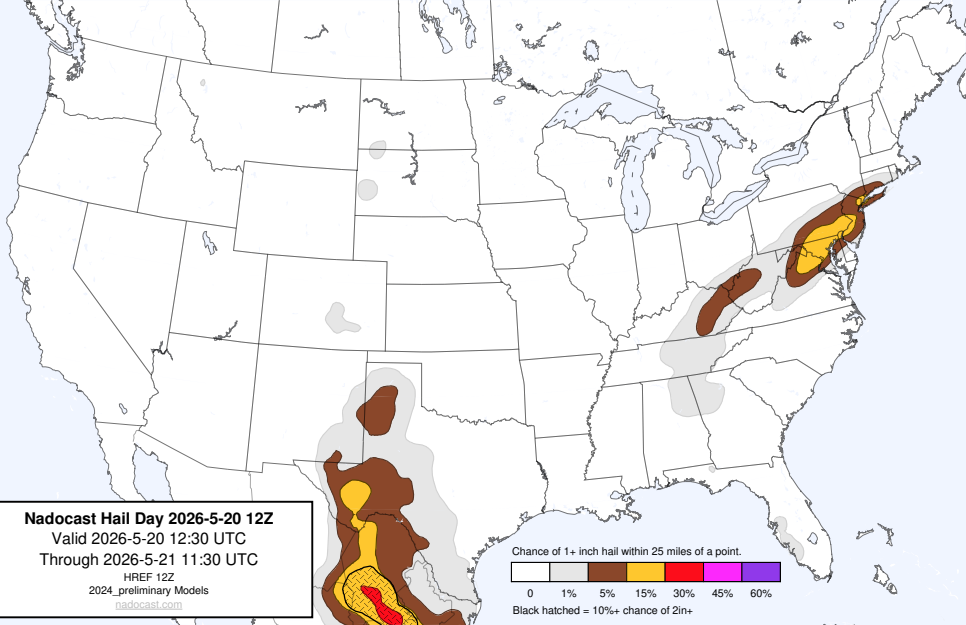 Nadocast Hail Day 2026-5-20 12Z
Valid 2026-5-20 12:30 UTC
Through 2026-5-21 11:30 UTC
HREF 12Z
2024_preliminary Models
nadocast.com
Chance of 1+ inch hail within 25 miles of a point.
0 1% 5% 15% 30% 45% 60%
Black hatched = 10%+ chance of 2in+